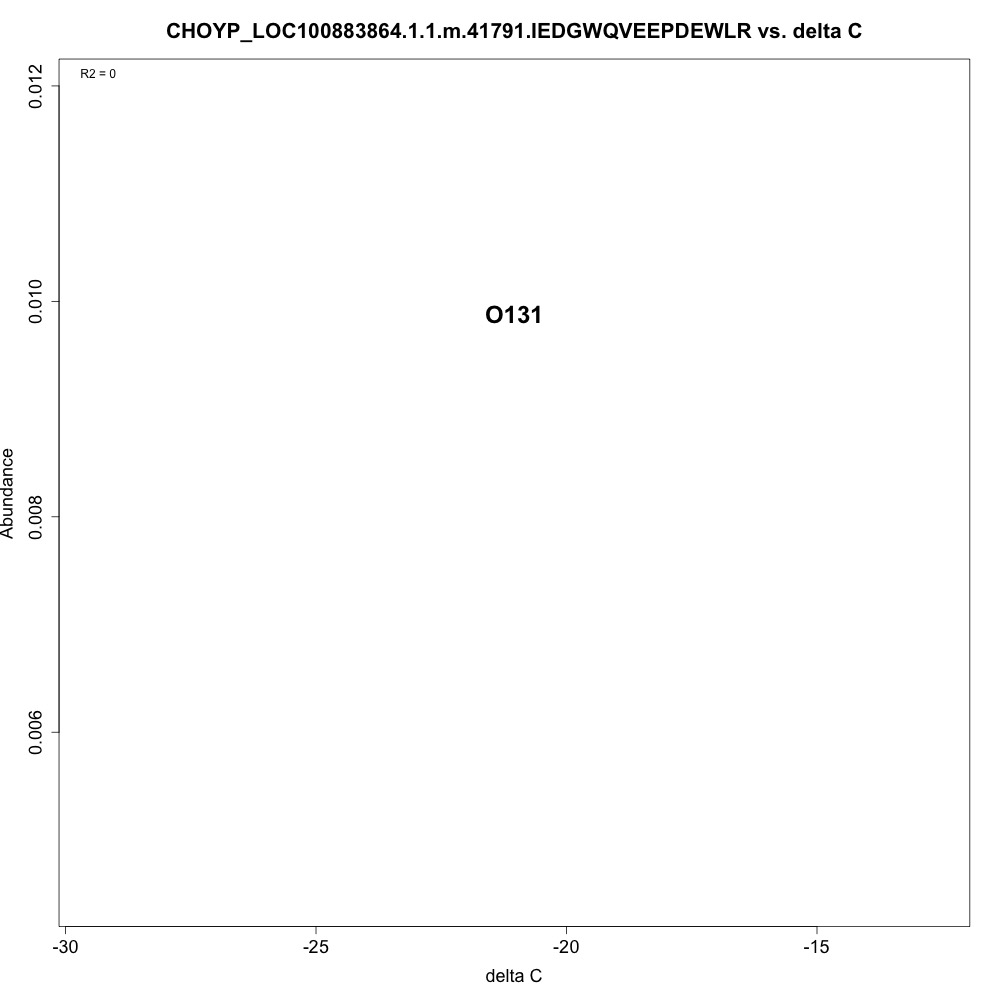 CHOYP_LOC100883864.1.1.m.41791.IEDGWQVEEPDEWLR vs. delta C
R2 = 0
0.012
0.010
O131
0.008
0.006
Abundance
-30
-25
-20
-15
delta C